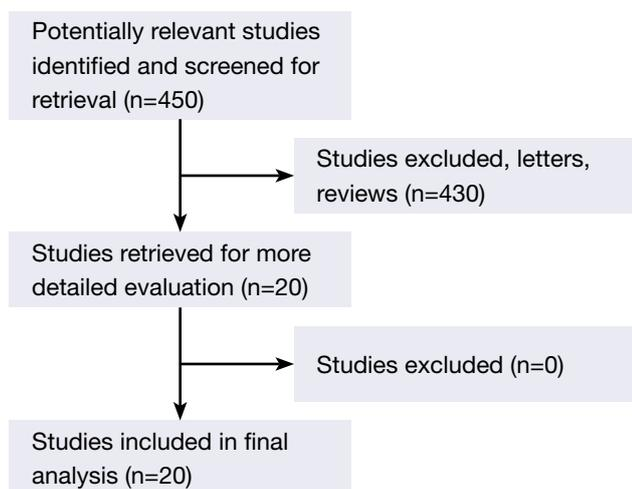 Potentially relevant studies
identified and screened for
retrieval (n=450)
Studies excluded, letters,
reviews (n=430)
Studies retrieved for more
detailed evaluation (n=20)
Studies excluded (n=0)
Studies included in final
analysis (n=20)